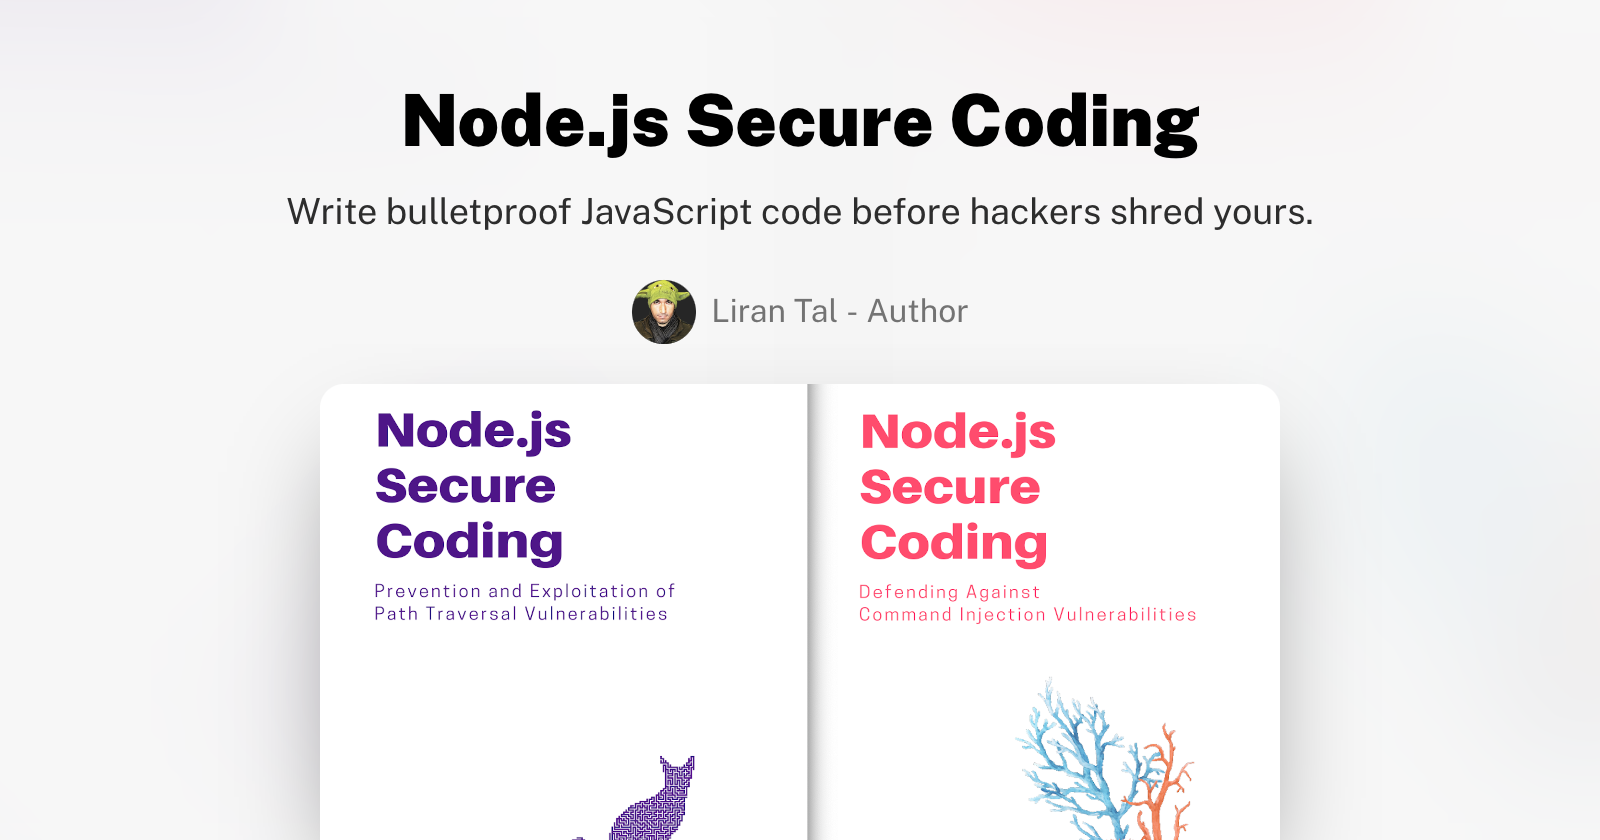 Node.js Secure Coding
Write bulletproof JavaScript code before hackers shred yours.
Liran Tal - Author
Node.js
Secure
Coding
Prevention and Exploitation of
Path Traversal Vulnerabilities
Node.js
Secure
Coding
Defending Against
Command Injection Vulnerabilities